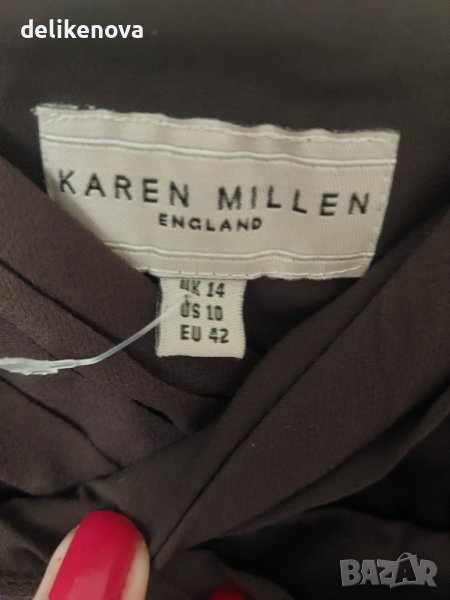 delikenova
KAREN MILLEN
ENGLAND
UK 14
US 10
EU 42
BAZAR